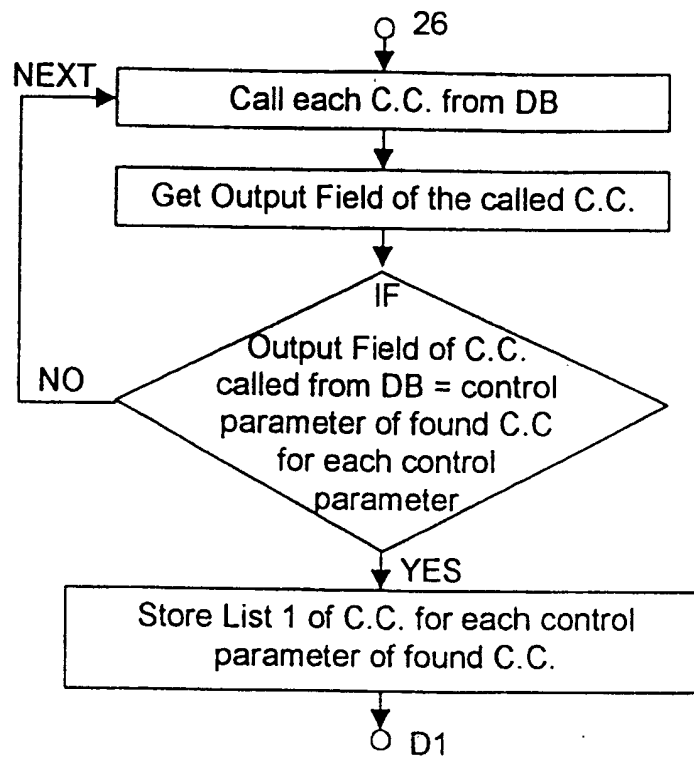 26
NEXT
Call each C.C. from DB
Get Output Field of the called C.C.
IF
Output Field of C.C.
called from DB = control
parameter of found C.C
for each control
parameter
NO
YES
Store List 1 of C.C. for each control
parameter of found C.C.
D1